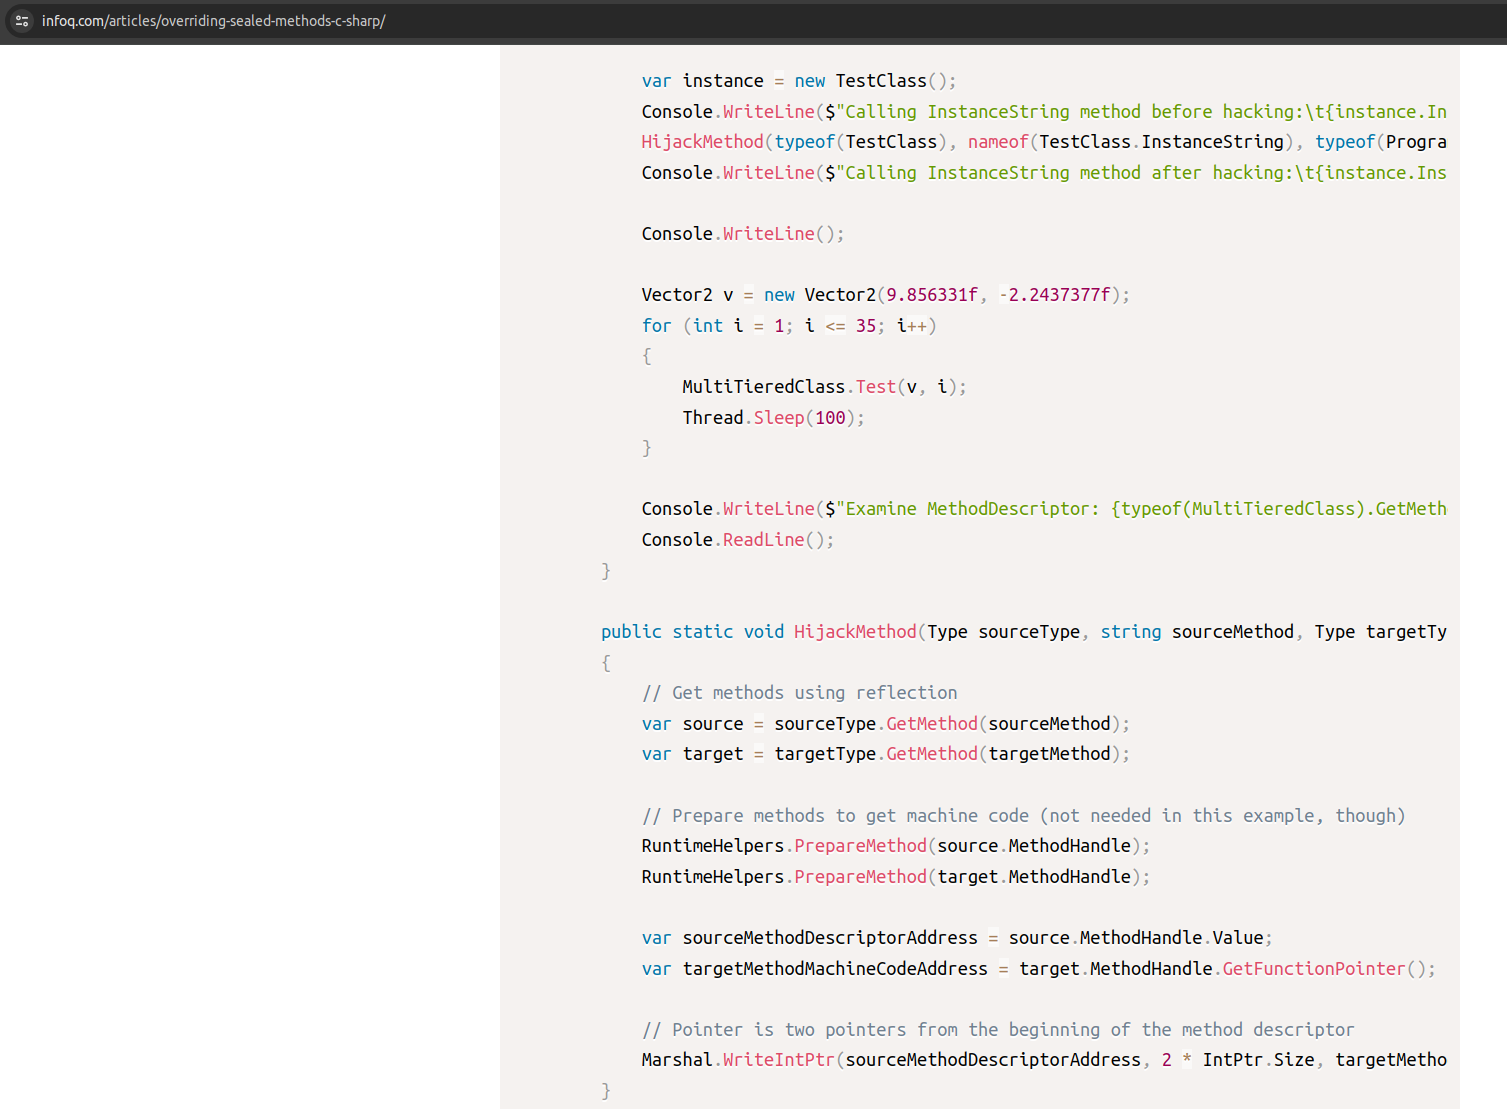 infoq.com/articles/overriding-sealed-methods-c-sharp/
var instance = new TestClass();
Console.WriteLine($"Calling InstanceString method before hacking:\t{instance.In
HijackMethod(typeof(TestClass), nameof(TestClass.InstanceString), typeof(Progra
Console.WriteLine($"Calling InstanceString method after hacking:\t{instance.Ins
Console.WriteLine();
Vector2 v = new Vector2(9.856331f, -2.2437377f);
for (int i = 1; i <= 35; i++)
{
MultiTieredClass.Test(v, i);
Thread.Sleep(100);
}
Console.WriteLine($"Examine MethodDescriptor: {typeof(MultiTieredClass).GetMeth
Console.ReadLine();
}
public static void HijackMethod(Type sourceType, string sourceMethod, Type targetTy
{
// Get methods using reflection
var source = sourceType.GetMethod(sourceMethod);
var target = targetType.GetMethod(targetMethod);
// Prepare methods to get machine code (not needed in this example, though)
RuntimeHelpers.PrepareMethod(source.MethodHandle);
RuntimeHelpers.PrepareMethod(target.MethodHandle);
var sourceMethodDescriptorAddress = source.MethodHandle.Value;
var targetMethodMachineCodeAddress = target.MethodHandle.GetFunctionPointer();
// Pointer is two pointers from the beginning of the method descriptor
Marshal.WriteIntPtr(sourceMethodDescriptorAddress, 2 * IntPtr.Size, targetMetho
}